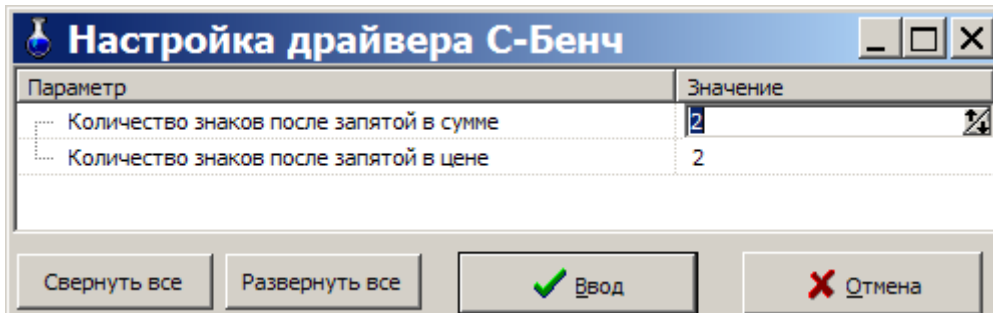 Настройка драйвера С-Бенч
Параметр Значение
Количество знаков после запятой в сумме 2
Количество знаков после запятой в цене 2
Свернуть все Развернуть все Ввод Отмена